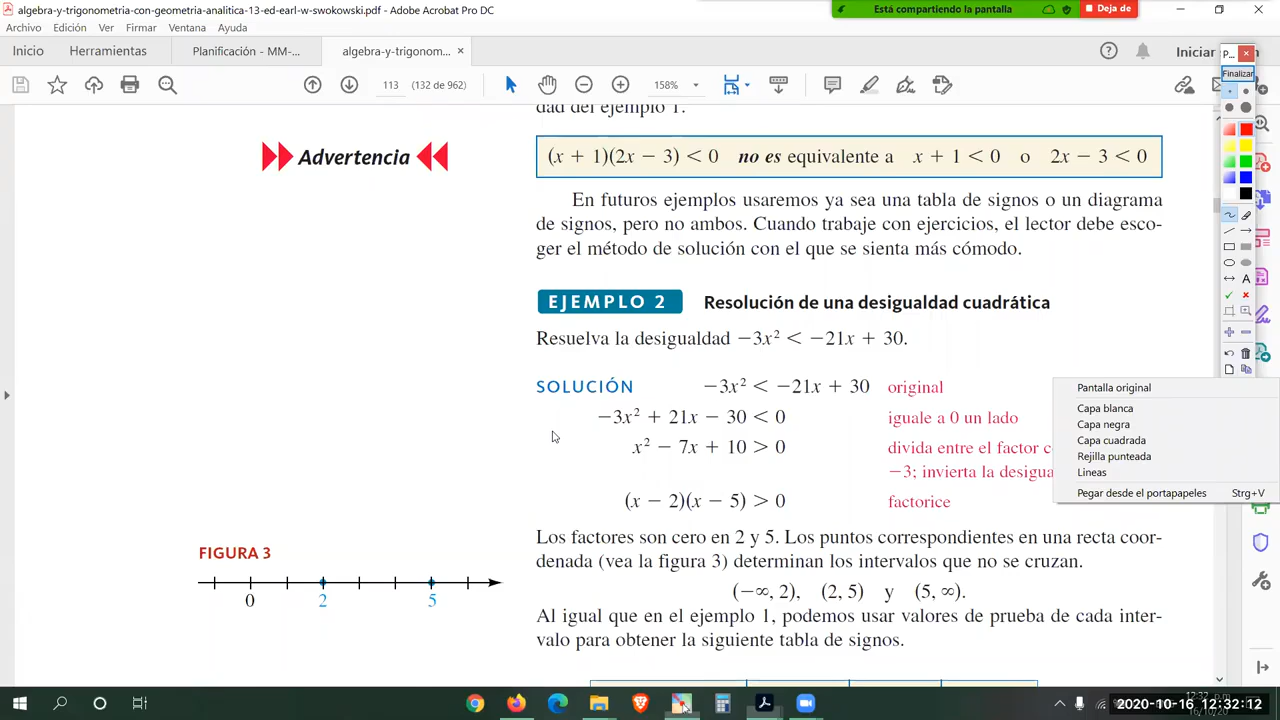 algebra-y-trigonometria-con-geometria-analitica-13-ed-earl-w-swokowski.pdf - Adobe Acrobat Pro DC
Está compartiendo la pantalla
Deja de
Archivo Edición Ver Firmar Ventana Ayuda
Inicio Herramientas Planificación - MM-... algebra-y-trigonom... × Iniciar
P...
Finalizar
113 (132 de 962) 158%
dad del ejemplo 1.
Advertencia
(x + 1)(2x − 3) < 0 no es equivalente a x + 1 < 0 o 2x − 3 < 0
En futuros ejemplos usaremos ya sea una tabla de signos o un diagrama
de signos, pero no ambos. Cuando trabaje con ejercicios, el lector debe esco-
ger el método de solución con el que se sienta más cómodo.
EJEMPLO 2 Resolución de una desigualdad cuadrática
Resuelva la desigualdad −3x² < −21x + 30.
SOLUCIÓN −3x² < −21x + 30 original
−3x² + 21x − 30 < 0 iguale a 0 un lado
x² − 7x + 10 > 0 divida entre el factor c
−3; invierta la desigua
(x − 2)(x − 5) > 0 factorice
Pantalla original
Capa blanca
Capa negra
Capa cuadrada
Rejilla punteada
Lineas
Pegar desde el portapapeles Strg+V
Los factores son cero en 2 y 5. Los puntos correspondientes en una recta coor-
denada (vea la figura 3) determinan los intervalos que no se cruzan.
(−∞, 2), (2, 5) y (5, ∞).
Al igual que en el ejemplo 1, podemos usar valores de prueba de cada inter-
valo para obtener la siguiente tabla de signos.
FIGURA 3
0 2 5
2020-10-16 12:32:12